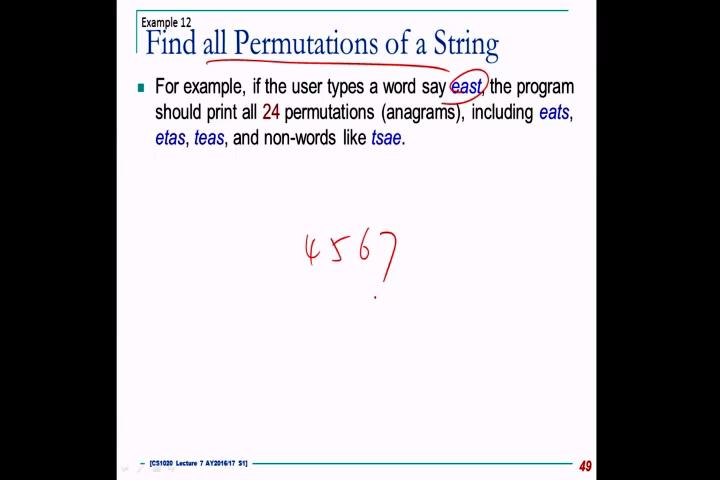 Example 12
Find all Permutations of a String
For example, if the user types a word say east, the program
should print all 24 permutations (anagrams), including eats,
etas, teas, and non-words like tsae.
4567
[CS1020 Lecture 7 AY2016/17 S1]
49